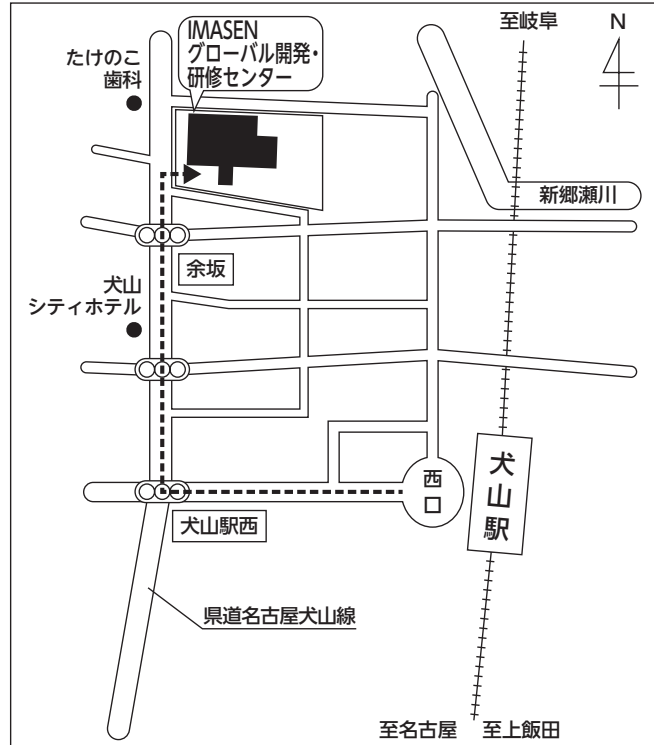 IMASEN
グローバル開発・
研修センター
至岐阜
N
たけのこ
歯科
新郷瀬川
余坂
犬山
シティホテル
西口
犬山駅
犬山駅西
県道名古屋犬山線
至名古屋
至上飯田